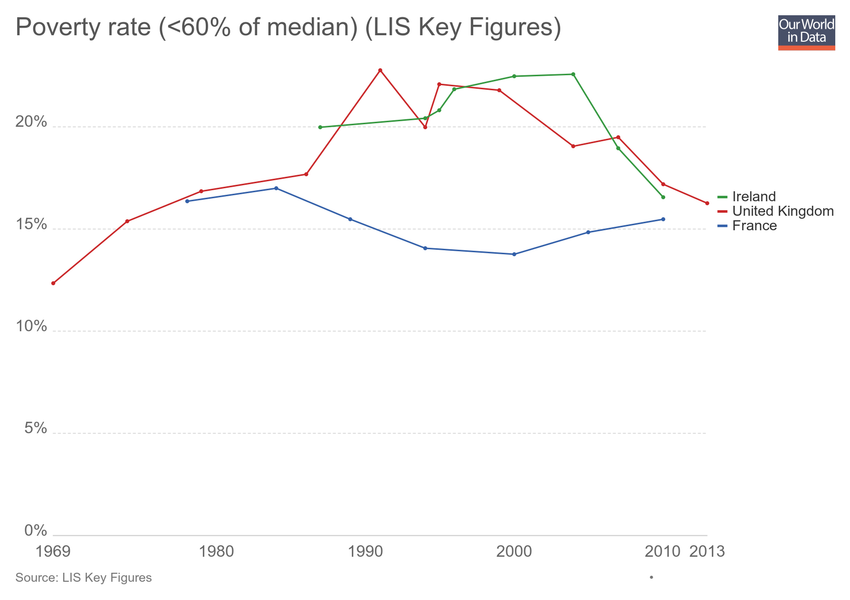 Poverty rate (<60% of median) (LIS Key Figures)
Our World
in Data
20%
15%
10%
5%
0%
Ireland
United Kingdom
France
1969 1980 1990 2000 2010 2013
Source: LIS Key Figures